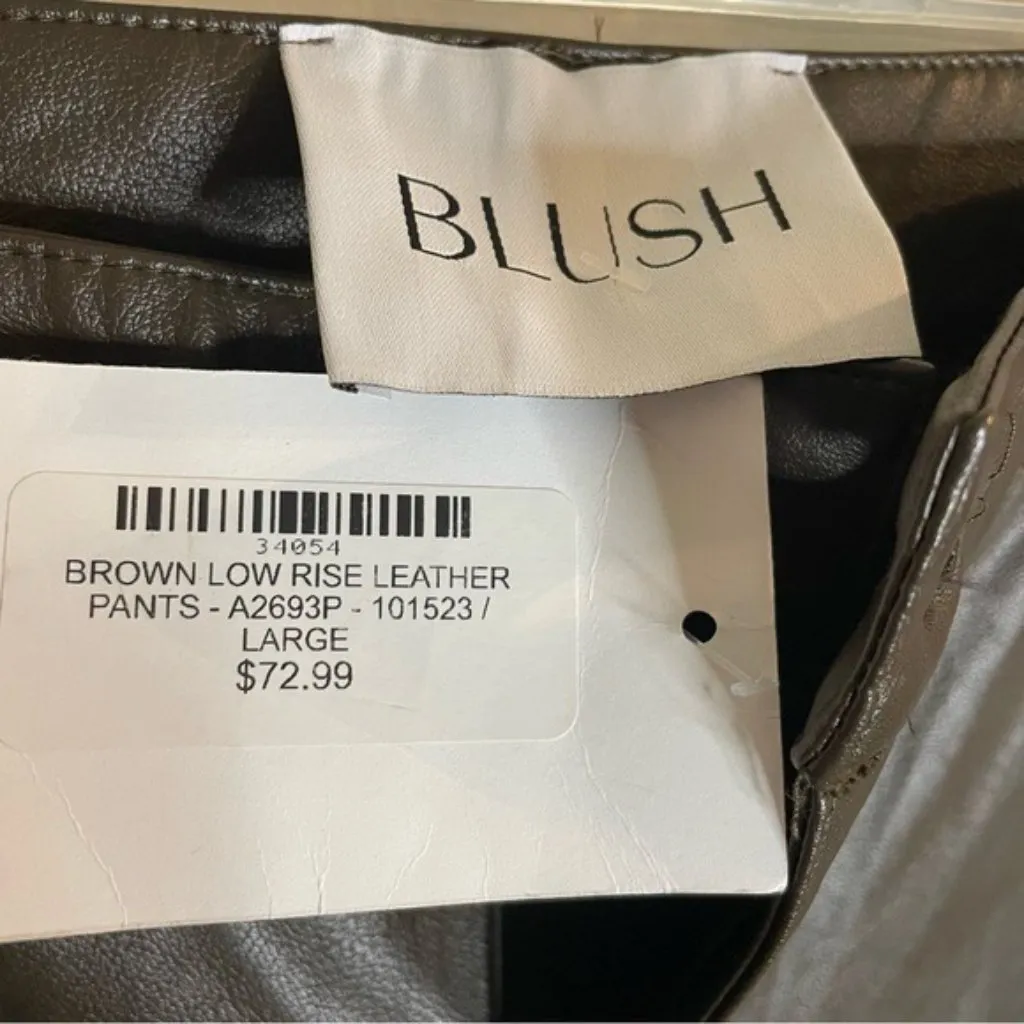 BLUSH
34054
BROWN LOW RISE LEATHER
PANTS - A2693P - 101523 /
LARGE
$72.99